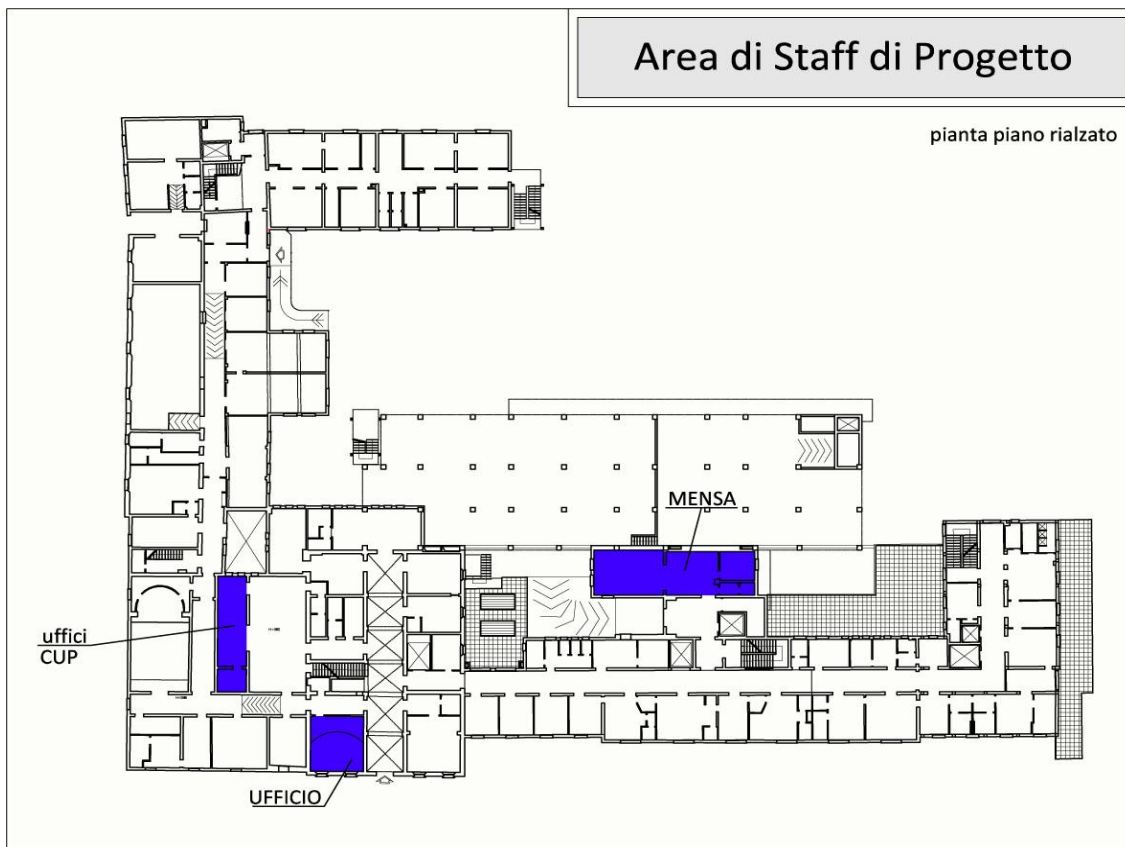 Area di Staff di Progetto
pianta piano rialzato
MENSA
uffici
CUP
UFFICIO